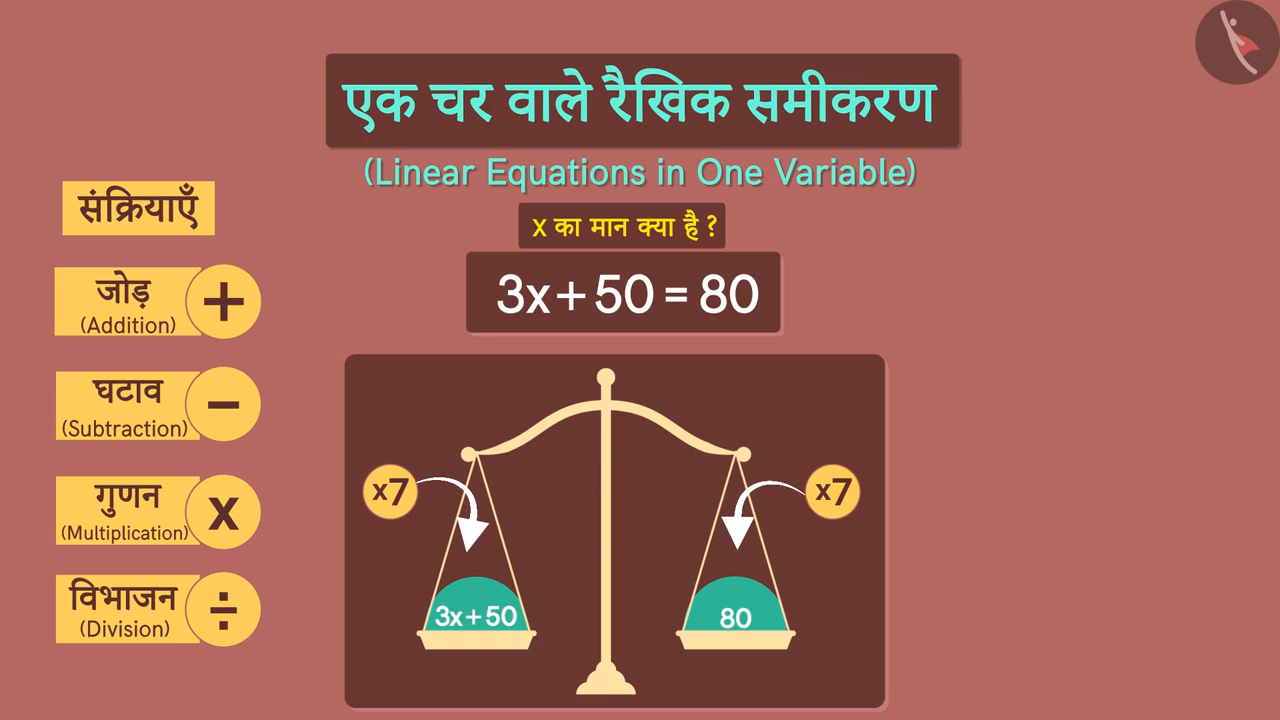 एक चर वाले रैखिक समीकरण
(Linear Equations in One Variable)
x का मान क्या है ?
3x+50=80
संक्रियाएँ
जोड़
(Addition)
+
घटाव
(Subtraction)
−
गुणन
(Multiplication)
x
विभाजन
(Division)
÷
x7
x7
3x+50
80